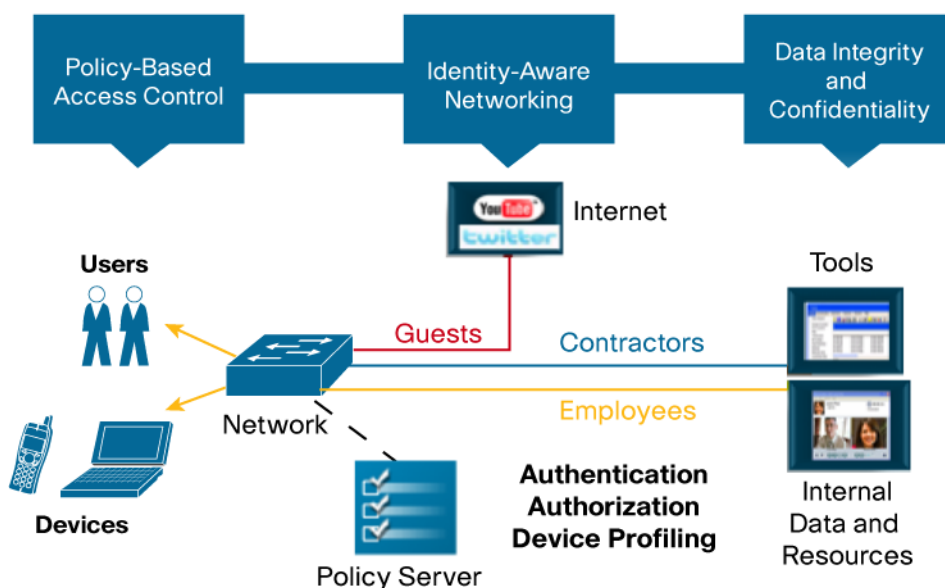 Policy-Based
Access Control
Identity-Aware
Networking
Data Integrity
and
Confidentiality
YouTube
twitter
Internet
Users
Tools
Guests
Contractors
Network
Employees
Devices
Authentication
Authorization
Device Profiling
Internal
Data and
Resources
Policy Server